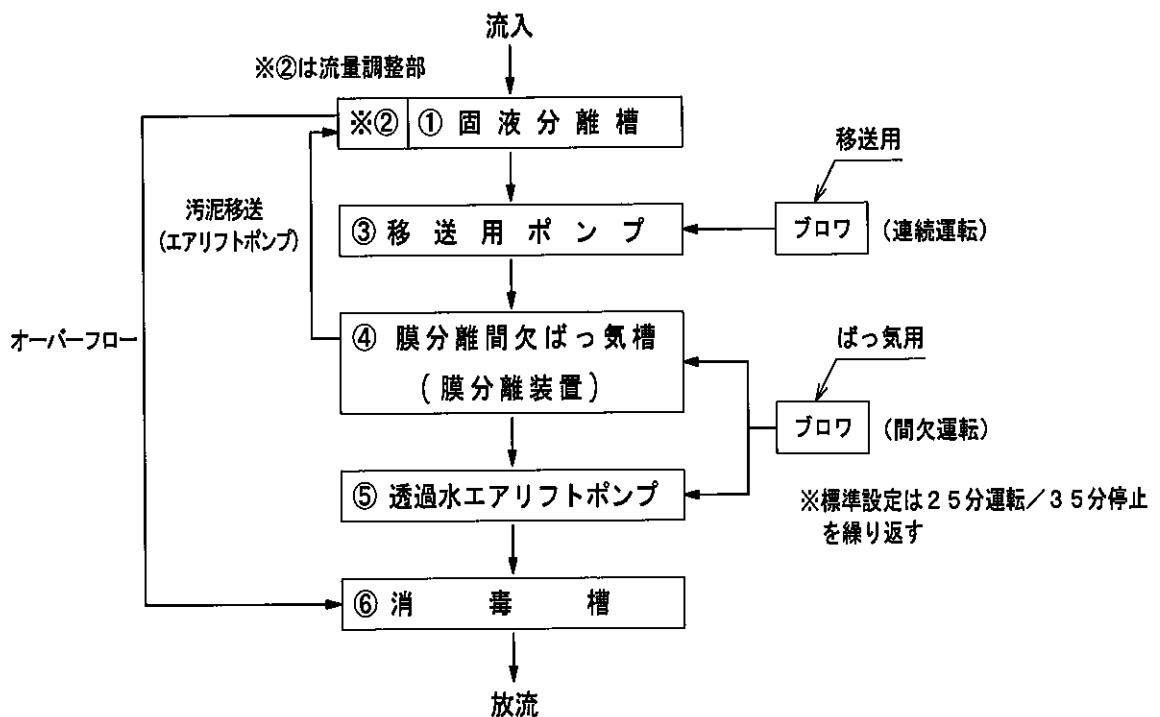 流入
※②は流量調整部
※② ① 固液分離槽
移送用
汚泥移送
(エアリフトポンプ)
③ 移送用ポンプ
ブロワ (連続運転)
オーバーフロー
④ 膜分離間欠ばっ気槽
(膜分離装置)
ばっ気用
ブロワ (間欠運転)
⑤ 透過水エアリフトポンプ
※標準設定は25分運転/35分停止
を繰り返す
⑥ 消毒槽
放流